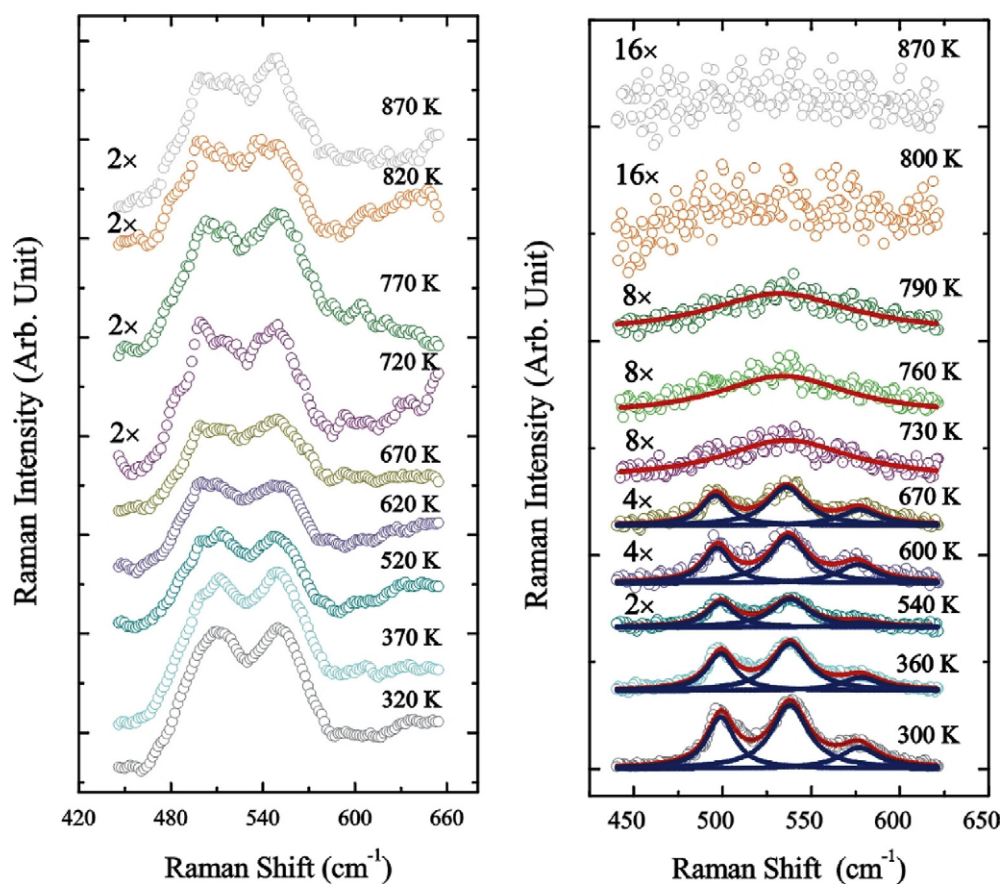 870 K
2×
820 K
2×
770 K
2×
720 K
2×
670 K
620 K
520 K
370 K
320 K
420 480 540 600 660
Raman Shift (cm⁻¹)
Raman Intensity (Arb. Unit)
16× 870 K
800 K
16×
790 K
8×
760 K
8×
730 K
8×
670 K
4×
600 K
4×
540 K
2×
360 K
300 K
450 500 550 600 650
Raman Shift (cm⁻¹)
Raman Intensity (Arb. Unit)